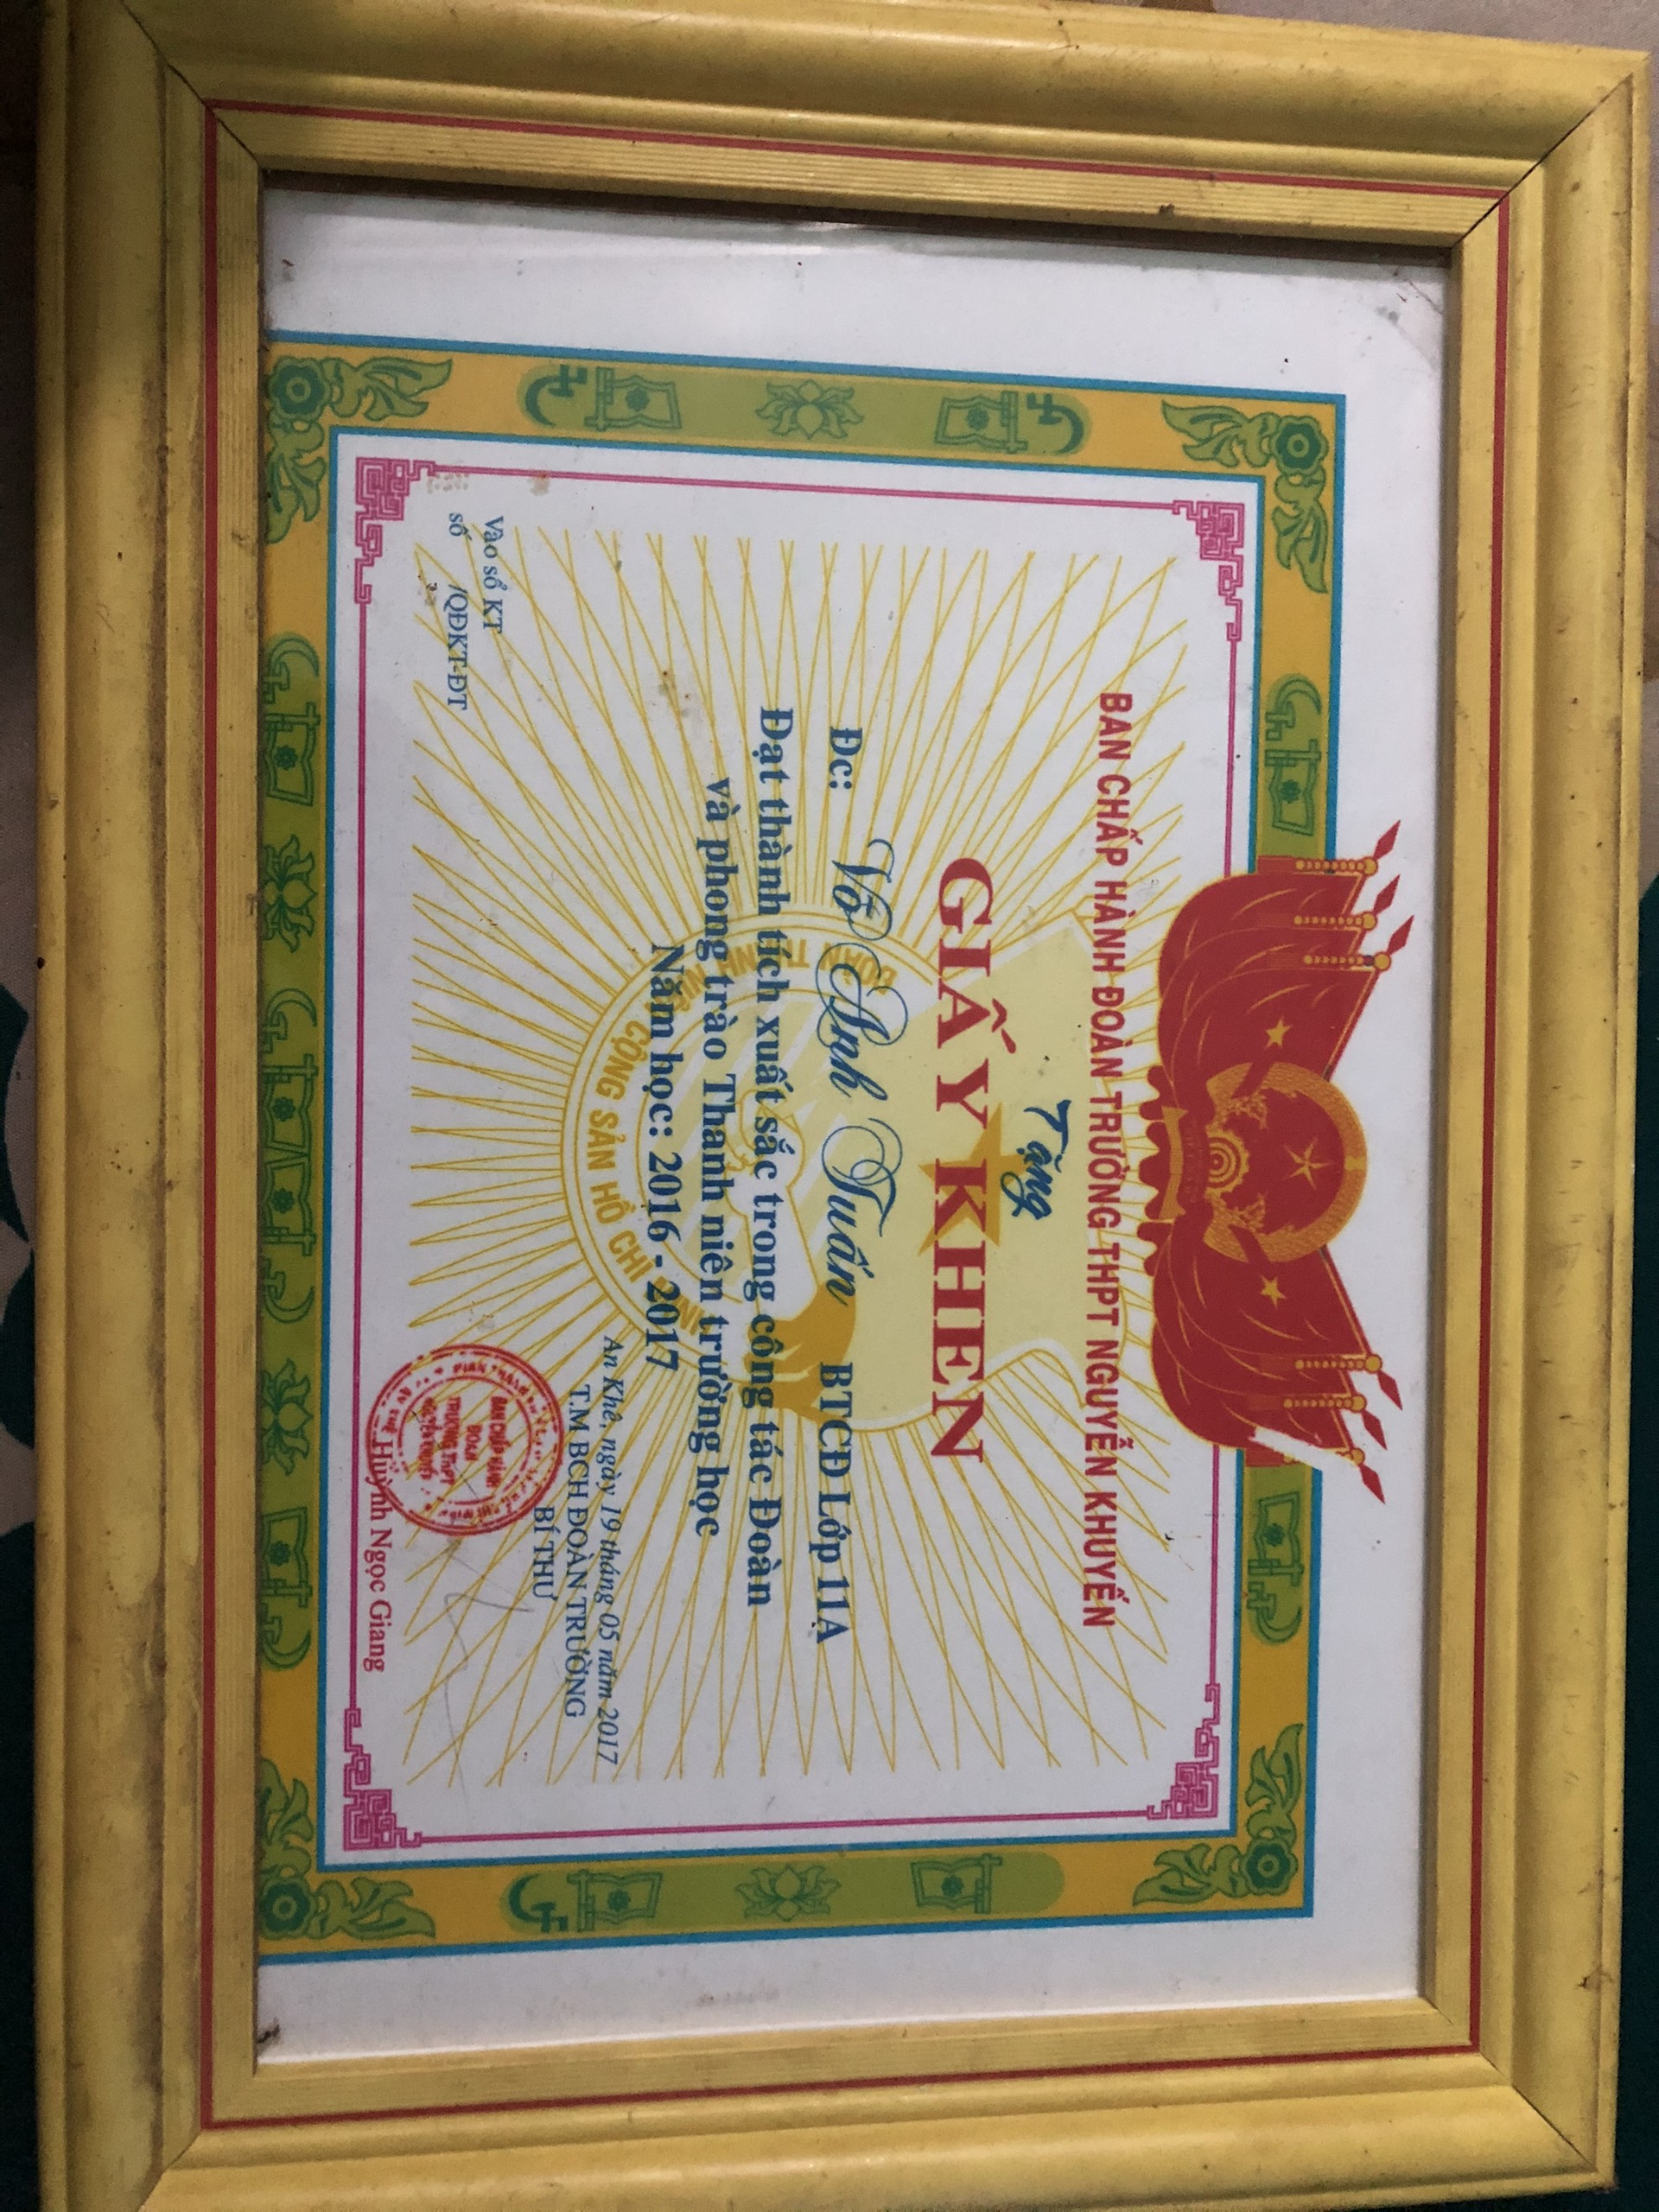 BAN CHẤP HÀNH ĐOÀN TRƯỜNG THPT NGUYỄN KHUYẾN
Tặng
GIẤY KHEN
Đc: Võ Anh Tuấn BTCĐ Lớp 11A
Đạt thành tích xuất sắc trong công tác Đoàn
và phong trào Thanh niên trường học
Năm học: 2016 - 2017
CỘNG SẢN HỒ CHI
An Khê, ngày 19 tháng 05 năm 2017
T.M BCH ĐOÀN TRƯỜNG
BÍ THƯ
Vào sổ KT
số /QĐKT-ĐT
BAN CHẤP HÀNH
ĐOÀN
TRƯỜNG THPT
NGUYỄN KHUYẾN
Huỳnh Ngọc Giang